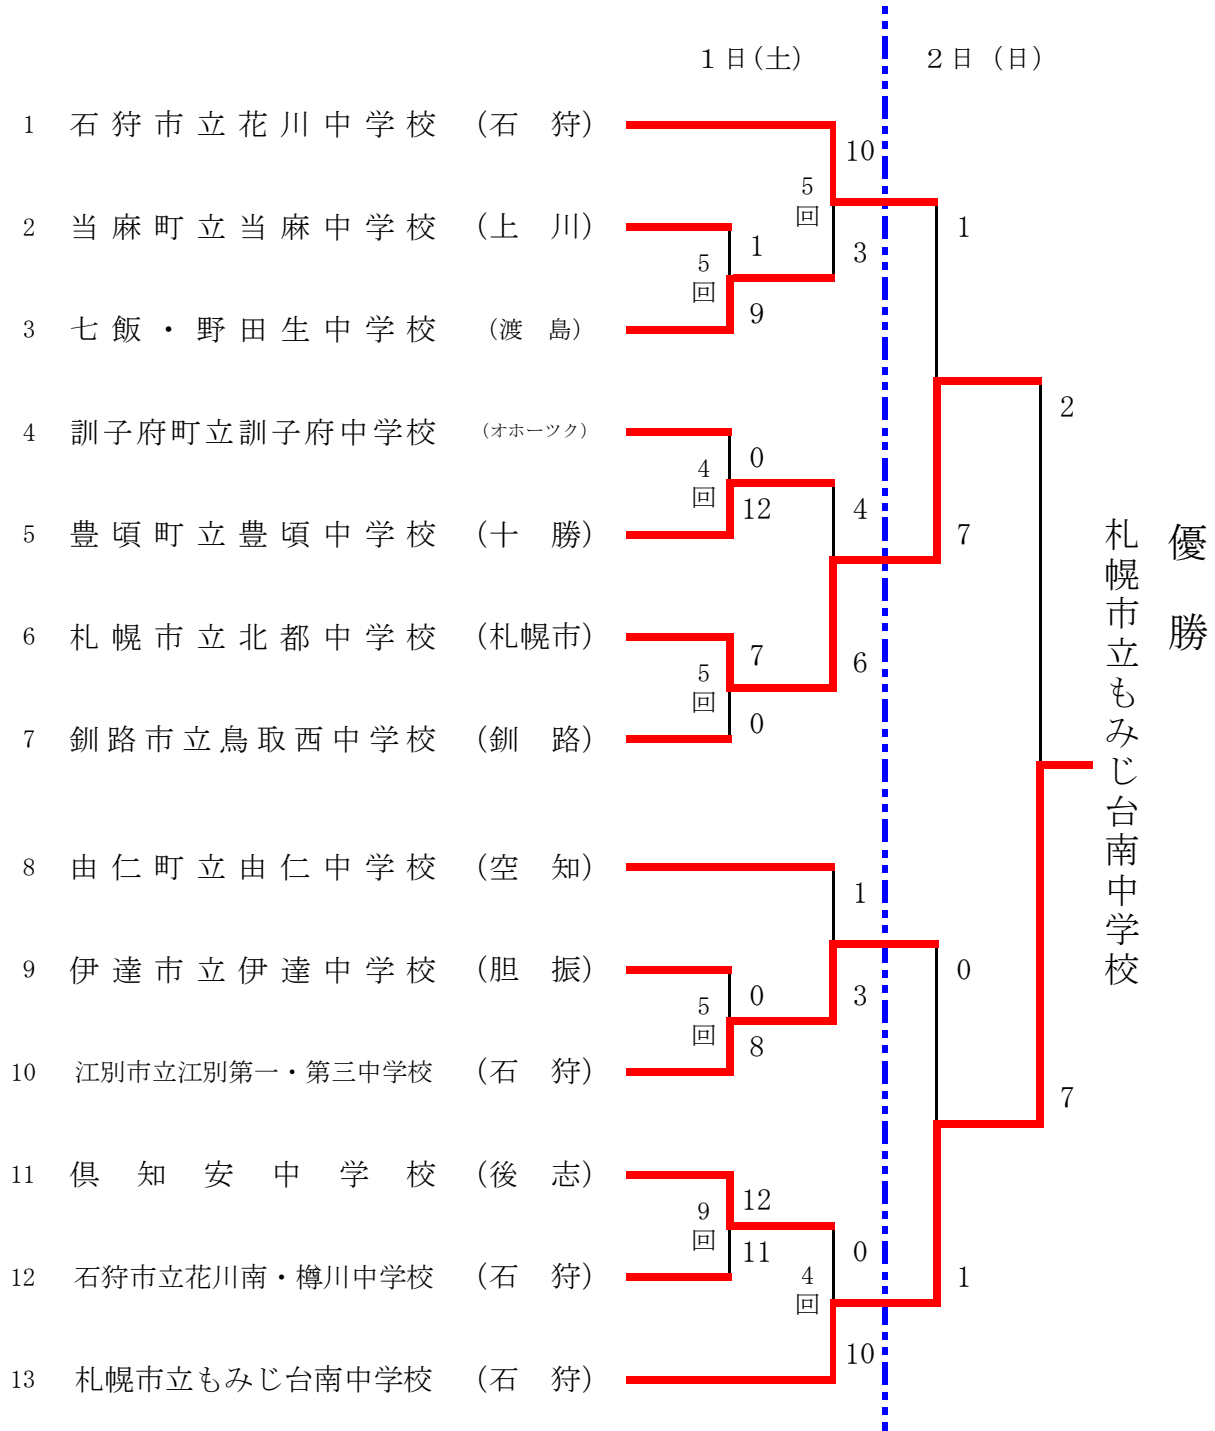 1日(土)
2日(日)
1 石狩市立花川中学校 (石狩)
10
5回
2 当麻町立当麻中学校 (上川)
1
1
3
5回
9
3 七飯・野田生中学校 (渡島)
2
4 訓子府町立訓子府中学校 (オホーツク)
0
4回
12
4
7
5 豊頃町立豊頃中学校 (十勝)
優勝
札幌市立もみじ台南中学校
6 札幌市立北都中学校 (札幌市)
7
6
5回
0
7 釧路市立鳥取西中学校 (釧路)
8 由仁町立由仁中学校 (空知)
1
9 伊達市立伊達中学校 (胆振)
0
0
3
5回
8
10 江別市立江別第一・第三中学校 (石狩)
7
11 倶知安中学校 (後志)
12
9回
11
0
12 石狩市立花川南・樽川中学校 (石狩)
4回
1
10
13 札幌市立もみじ台南中学校 (石狩)